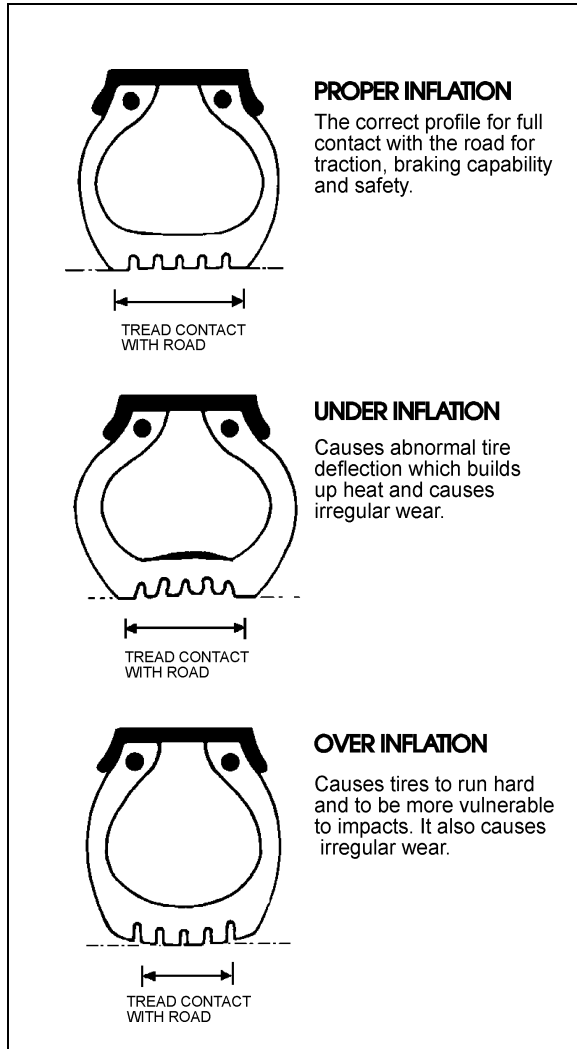 PROPER INFLATION
The correct profile for full
contact with the road for
traction, braking capability
and safety.
TREAD CONTACT
WITH ROAD
UNDER INFLATION
Causes abnormal tire
deflection which builds
up heat and causes
irregular wear.
TREAD CONTACT
WITH ROAD
OVER INFLATION
Causes tires to run hard
and to be more vulnerable
to impacts. It also causes
irregular wear.
TREAD CONTACT
WITH ROAD